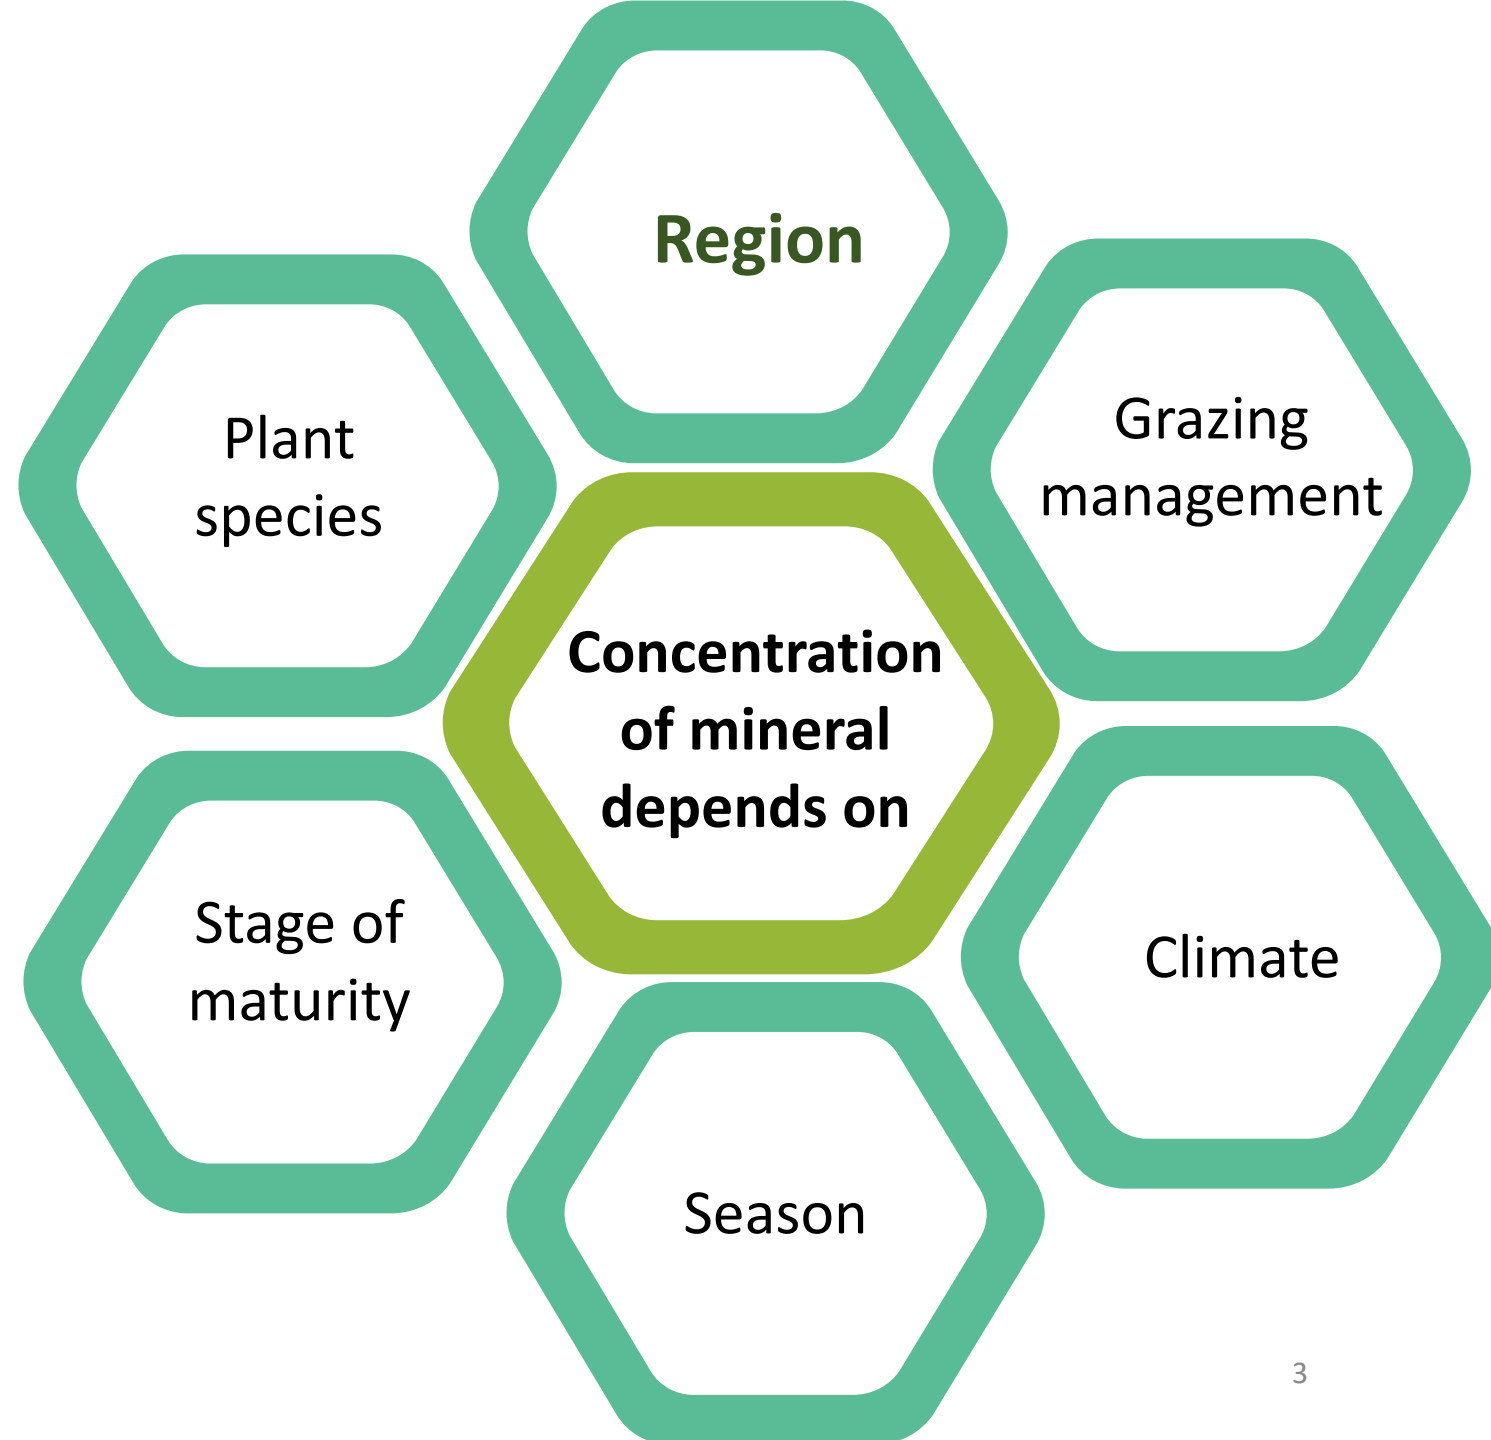 Region
Grazing
management
Plant
species
Concentration
of mineral
depends on
Stage of
maturity
Climate
Season
3